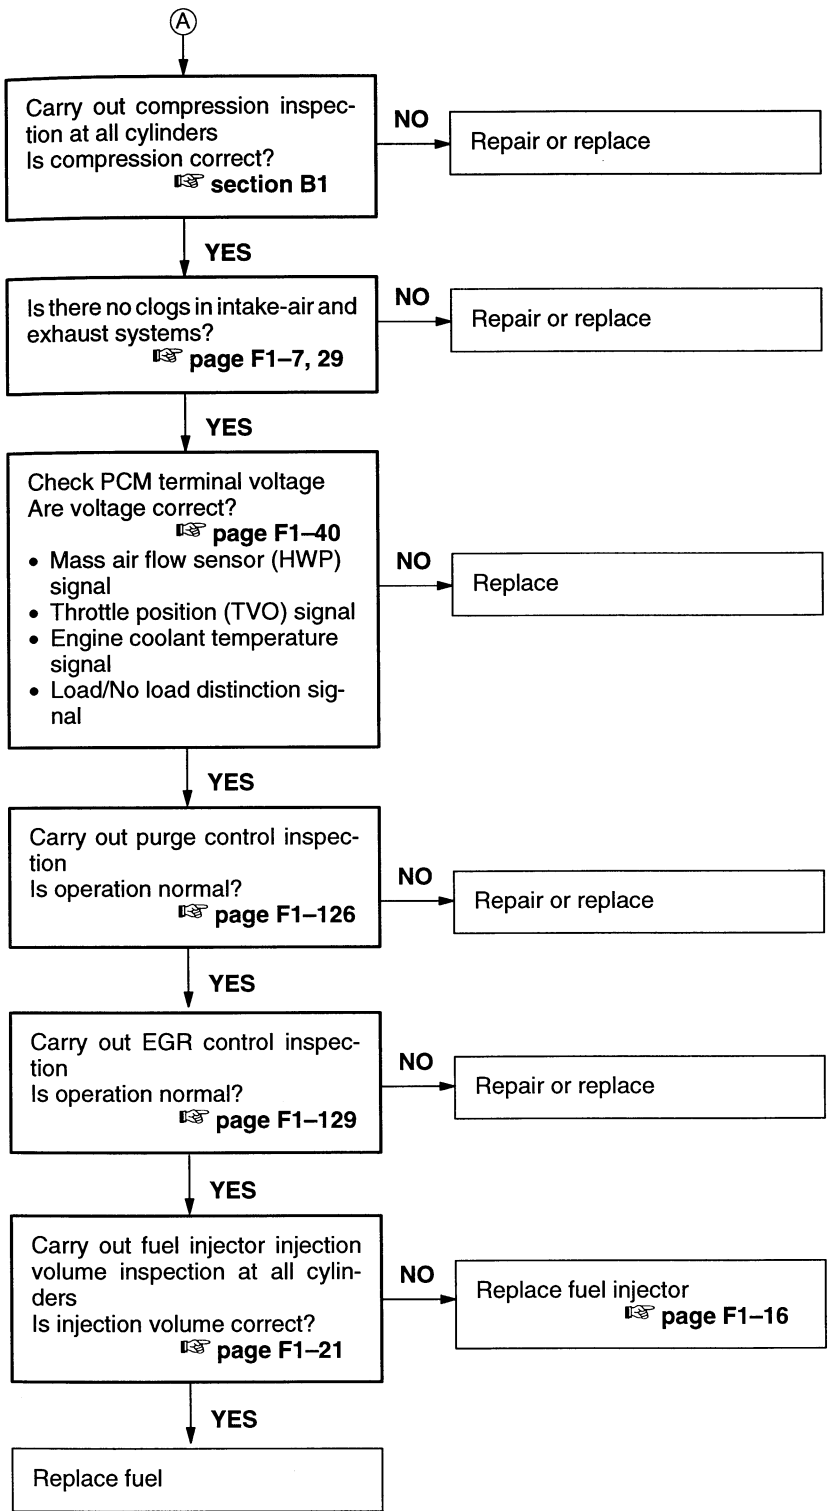 A
Carry out compression inspec-
tion at all cylinders
Is compression correct?
☞ section B1
NO
Repair or replace
YES
Is there no clogs in intake-air and
exhaust systems?
☞ page F1–7, 29
NO
Repair or replace
YES
Check PCM terminal voltage
Are voltage correct?
☞ page F1–40
• Mass air flow sensor (HWP)
signal
• Throttle position (TVO) signal
• Engine coolant temperature
signal
• Load/No load distinction sig-
nal
NO
Replace
YES
Carry out purge control inspec-
tion
Is operation normal?
☞ page F1–126
NO
Repair or replace
YES
Carry out EGR control inspec-
tion
Is operation normal?
☞ page F1–129
NO
Repair or replace
YES
Carry out fuel injector injection
volume inspection at all cylin-
ders
Is injection volume correct?
☞ page F1–21
NO
Replace fuel injector
☞ page F1–16
YES
Replace fuel